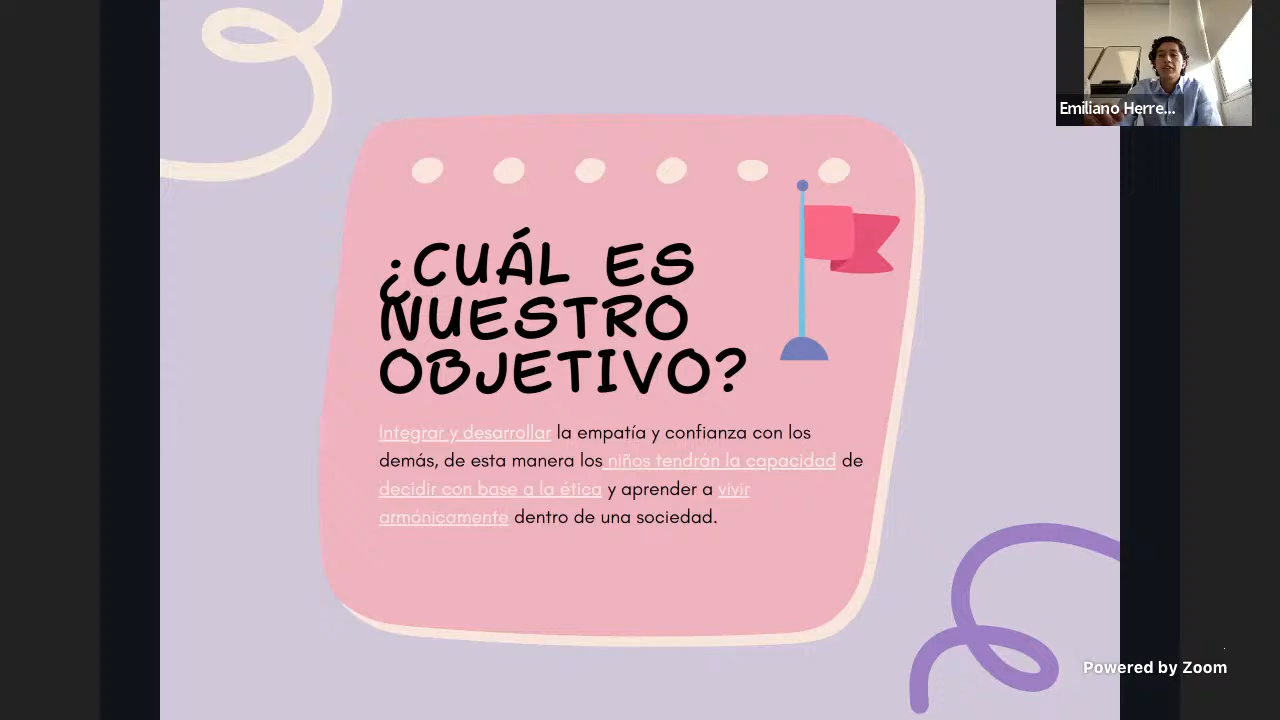 Emiliano Herre...
¿CUÁL ES
NUESTRO
OBJETIVO?
Integrar y desarrollar la empatía y confianza con los
demás, de esta manera los niños tendrán la capacidad de
decidir con base a la ética y aprender a vivir
armónicamente dentro de una sociedad.
Powered by Zoom